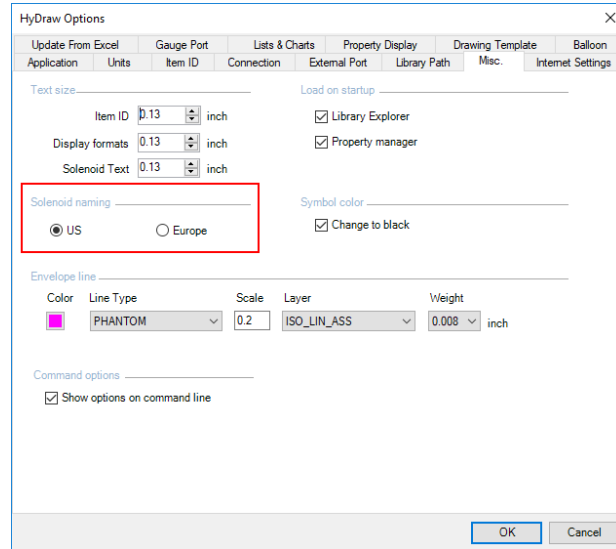 HyDraw Options
Update From Excel Gauge Port Lists & Charts Property Display Drawing Template Balloon
Application Units Item ID Connection External Port Library Path Misc. Internet Settings
Text size Load on startup
Item ID 0.13 inch Library Explorer
Display formats 0.13 inch Property manager
Solenoid Text 0.13 inch
Solenoid naming Symbol color
US Europe Change to black
Envelope line
Color Line Type Scale Layer Weight
PHANTOM 0.2 ISO_LIN_ASS 0.008 inch
Command options
Show options on command line
OK Cancel